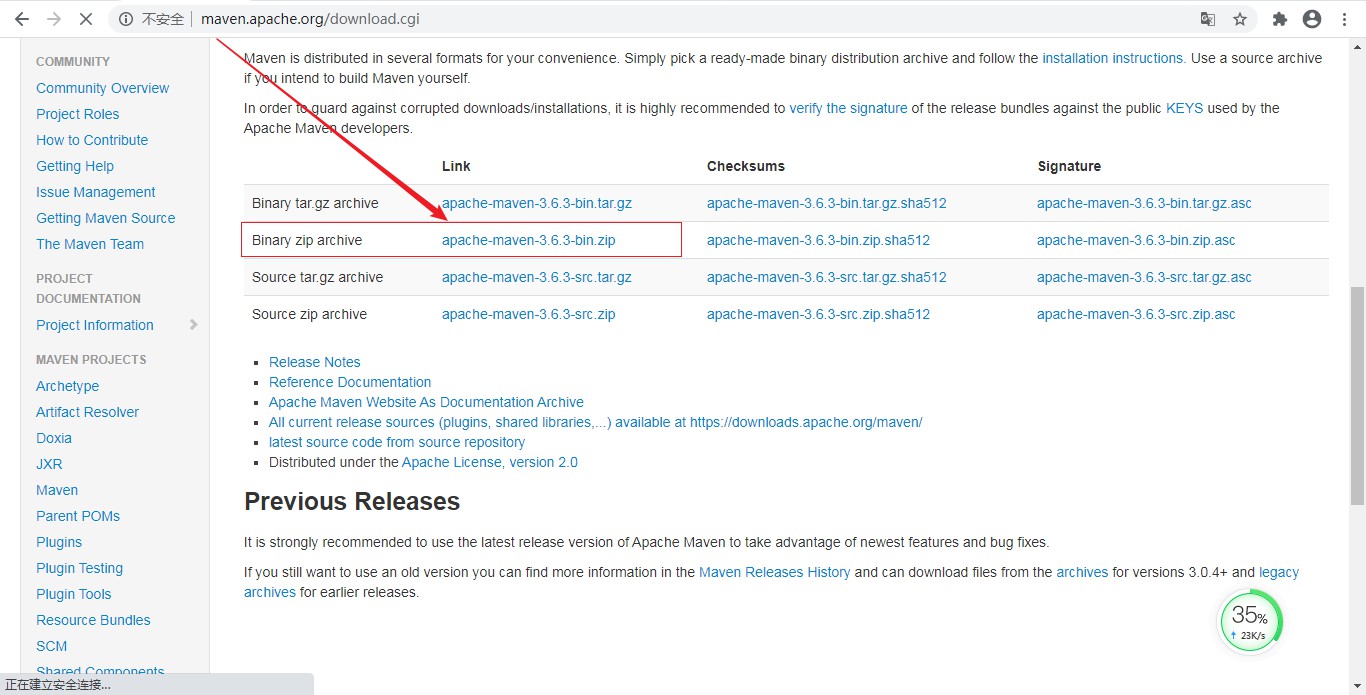 不安全 maven.apache.org/download.cgi
COMMUNITY
Community Overview
Project Roles
How to Contribute
Getting Help
Issue Management
Getting Maven Source
The Maven Team
PROJECT
DOCUMENTATION
Project Information
MAVEN PROJECTS
Archetype
Artifact Resolver
Doxia
JXR
Maven
Parent POMs
Plugins
Plugin Testing
Plugin Tools
Resource Bundles
SCM
Shared Components
Maven is distributed in several formats for your convenience. Simply pick a ready-made binary distribution archive and follow the installation instructions. Use a source archive
if you intend to build Maven yourself.
In order to guard against corrupted downloads/installations, it is highly recommended to verify the signature of the release bundles against the public KEYS used by the
Apache Maven developers.
Link Checksums Signature
Binary tar.gz archive apache-maven-3.6.3-bin.tar.gz apache-maven-3.6.3-bin.tar.gz.sha512 apache-maven-3.6.3-bin.tar.gz.asc
Binary zip archive apache-maven-3.6.3-bin.zip apache-maven-3.6.3-bin.zip.sha512 apache-maven-3.6.3-bin.zip.asc
Source tar.gz archive apache-maven-3.6.3-src.tar.gz apache-maven-3.6.3-src.tar.gz.sha512 apache-maven-3.6.3-src.tar.gz.asc
Source zip archive apache-maven-3.6.3-src.zip apache-maven-3.6.3-src.zip.sha512 apache-maven-3.6.3-src.zip.asc
Release Notes
Reference Documentation
Apache Maven Website As Documentation Archive
All current release sources (plugins, shared libraries,...) available at https://downloads.apache.org/maven/
latest source code from source repository
Distributed under the Apache License, version 2.0
Previous Releases
It is strongly recommended to use the latest release version of Apache Maven to take advantage of newest features and bug fixes.
If you still want to use an old version you can find more information in the Maven Releases History and can download files from the archives for versions 3.0.4+ and legacy
archives for earlier releases.
35%
↑ 23K/s
正在建立安全连接...